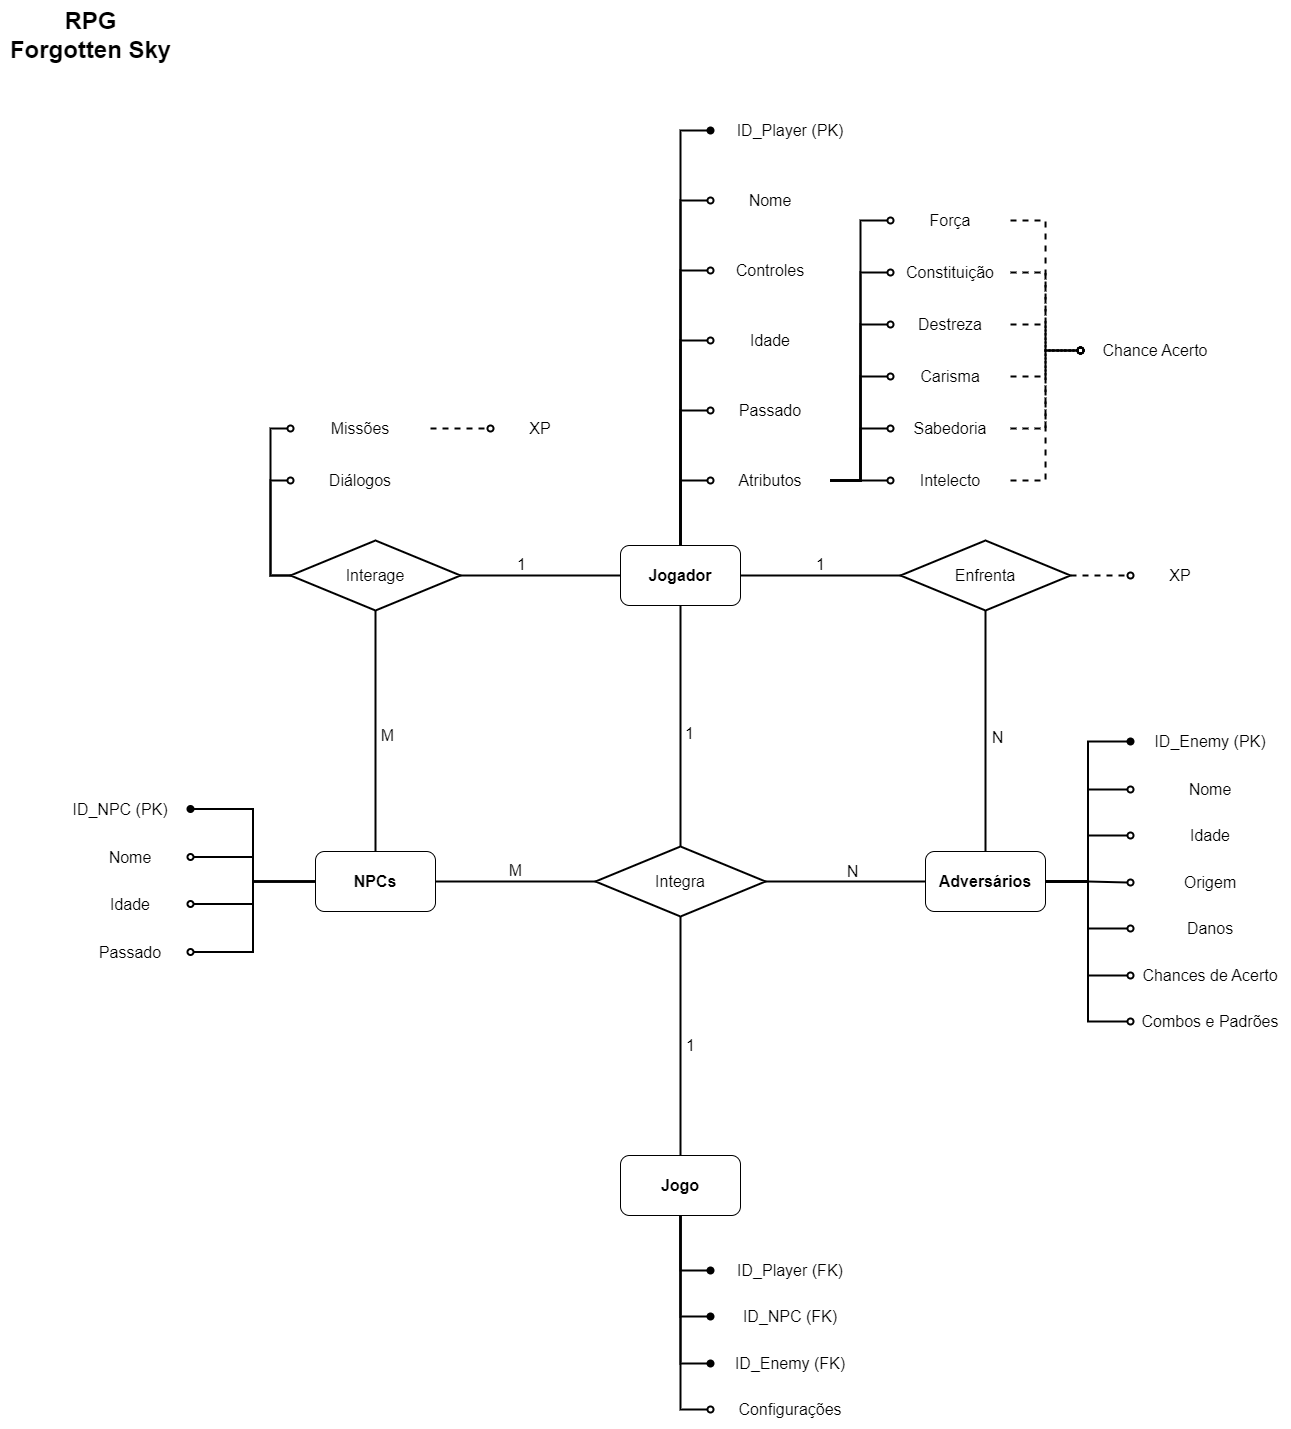 RPG
Forgotten Sky
ID_Player (PK)
Nome
Controles
Idade
Passado
Atributos
Força
Constituição
Destreza
Carisma
Sabedoria
Intelecto
Chance Acerto
Missões
XP
Diálogos
Interage
1
Jogador
1
Enfrenta
XP
M
1
N
ID_NPC (PK)
Nome
Idade
Passado
NPCs
M
Integra
N
Adversários
ID_Enemy (PK)
Nome
Idade
Origem
Danos
Chances de Acerto
Combos e Padrões
1
Jogo
ID_Player (FK)
ID_NPC (FK)
ID_Enemy (FK)
Configurações